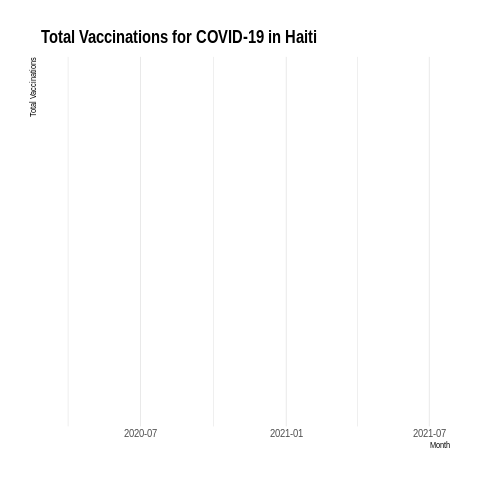 Total Vaccinations for COVID-19 in Haiti
Total Vaccinations
2020-07 2021-01 2021-07
Month